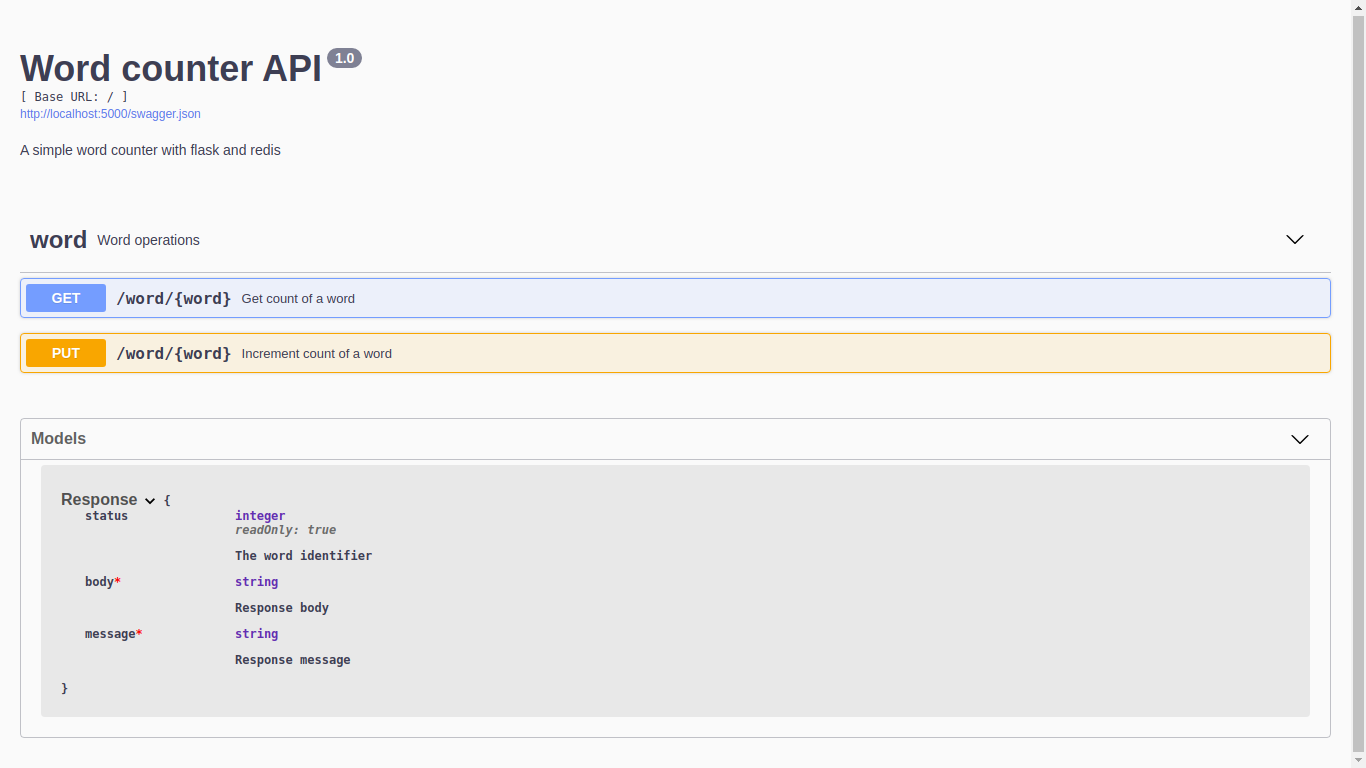 Word counter API 1.0
[ Base URL: / ]
http://localhost:5000/swagger.json
A simple word counter with flask and redis
word Word operations
GET /word/{word} Get count of a word
PUT /word/{word} Increment count of a word
Models
Response {
status integer
readOnly: true
The word identifier
body* string
Response body
message* string
Response message
}